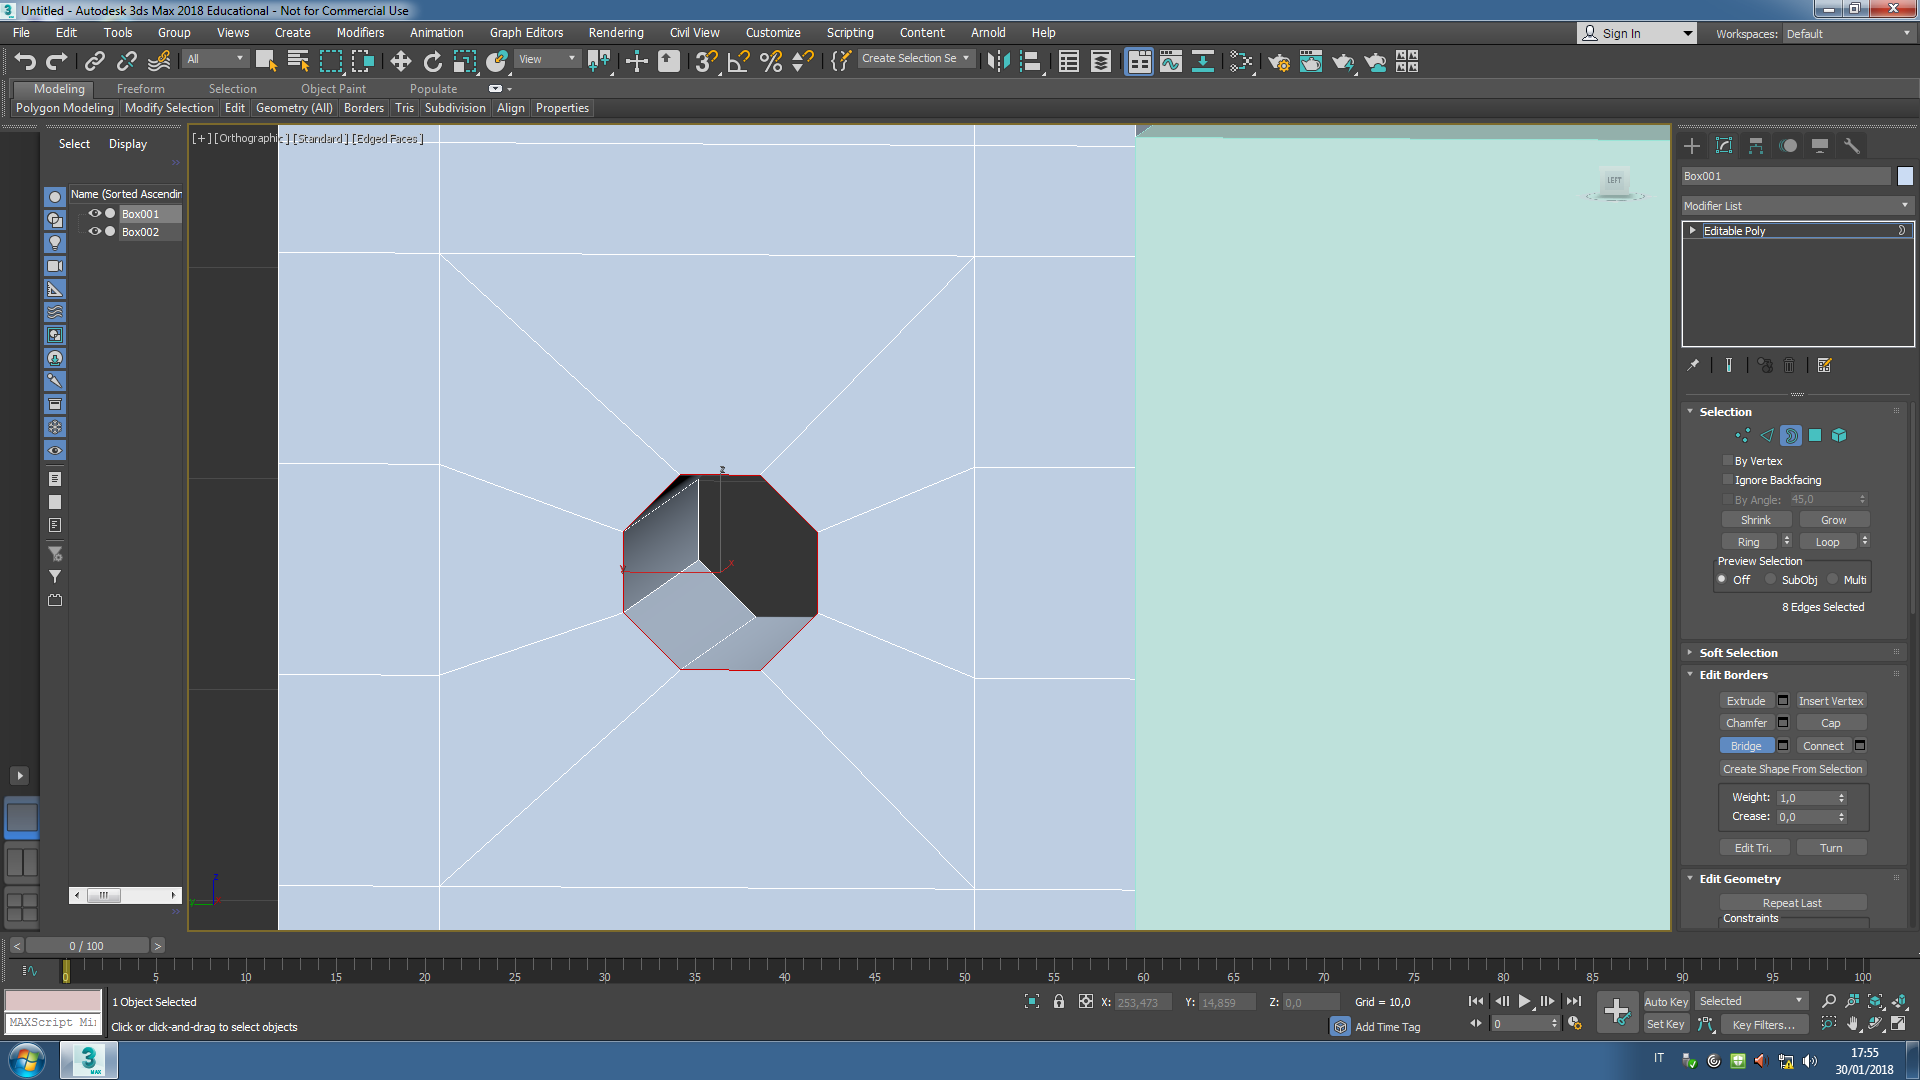 Untitled - Autodesk 3ds Max 2018 Educational - Not for Commercial Use
File Edit Tools Group Views Create Modifiers Animation Graph Editors Rendering Civil View Customize Scripting Content Arnold Help
Sign In
Workspaces: Default
All
View
Create Selection Se
Modeling Freeform Selection Object Paint Populate
Polygon Modeling Modify Selection Edit Geometry (All) Borders Tris Subdivision Align Properties
Select Display
[+] [Orthographic] [Standard] [Edged Faces]
Name (Sorted Ascendin
Box001
Box002
LEFT
z
x
y
z
y
Box001
Modifier List
Editable Poly
Selection
By Vertex
Ignore Backfacing
By Angle: 45,0
Shrink Grow
Ring Loop
Preview Selection
Off SubObj Multi
8 Edges Selected
Soft Selection
Edit Borders
Extrude Insert Vertex
Chamfer Cap
Bridge Connect
Create Shape From Selection
Weight: 1,0
Crease: 0,0
Edit Tri. Turn
Edit Geometry
Repeat Last
Constraints
< 0 / 100 >
0 5 10 15 20 25 30 35 40 45 50 55 60 65 70 75 80 85 90 95 100
1 Object Selected
X: 253,473 Y: 14,859 Z: 0,0 Grid = 10,0
Auto Key Selected
MAXScript Mi
Click or click-and-drag to select objects
Add Time Tag
0
Set Key Key Filters...
3
MAX
IT
17:55
30/01/2018